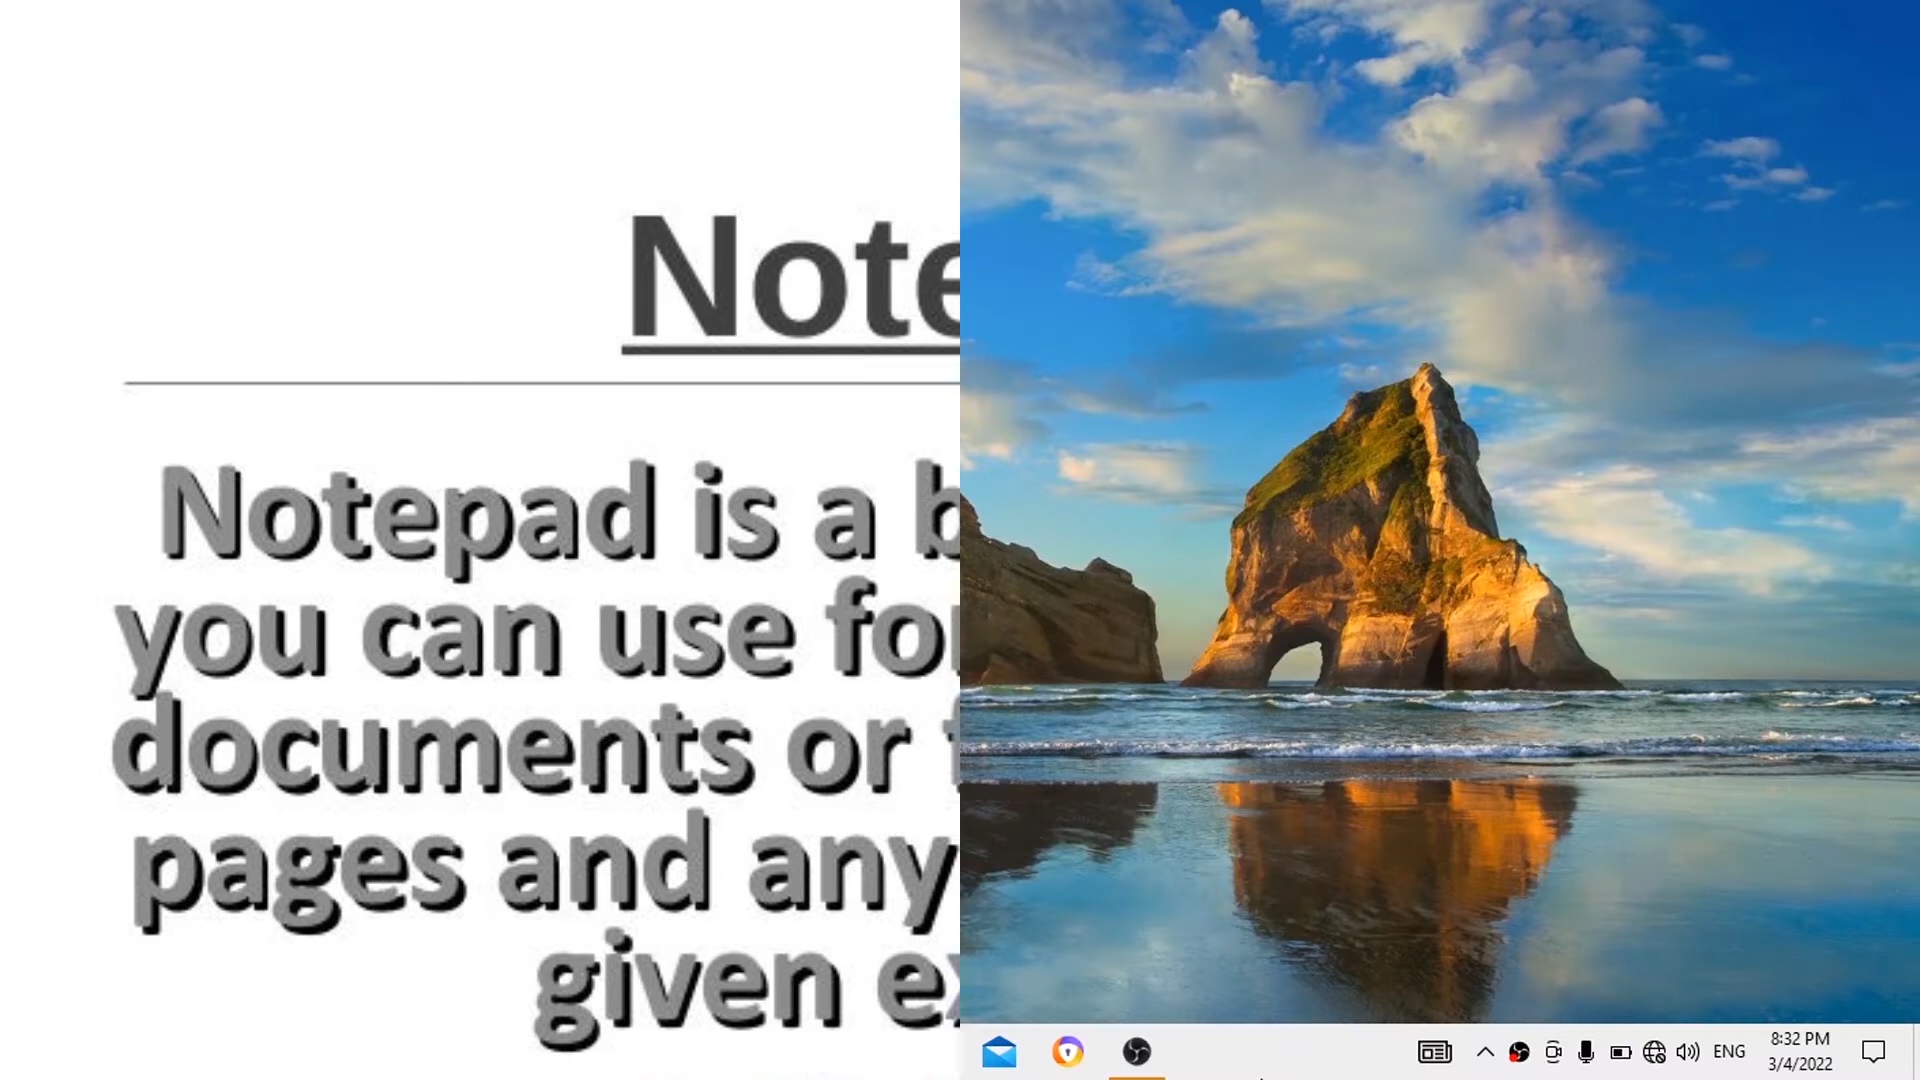 Note
Notepad is a b
you can use for
documents or
pages and any
given e
ENG
8:32 PM
3/4/2022